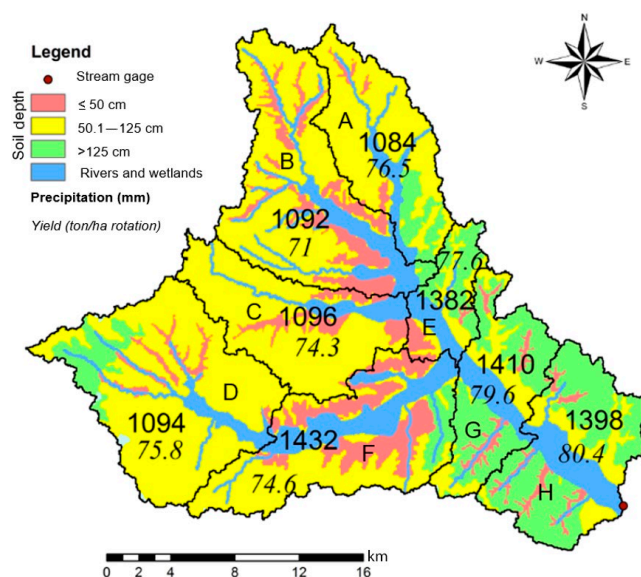 N
W E
S
Legend
Stream gage
Soil depth
≤ 50 cm
50.1—125 cm
>125 cm
Rivers and wetlands
Precipitation (mm)
Yield (ton/ha rotation)
A
1084
76.5
B
1092
71
77.6
1382
E
C
1096
74.3
1410
79.6
D
1094
75.8
1432
F
74.6
G
1398
80.4
H
0 2 4 8 12 16 km